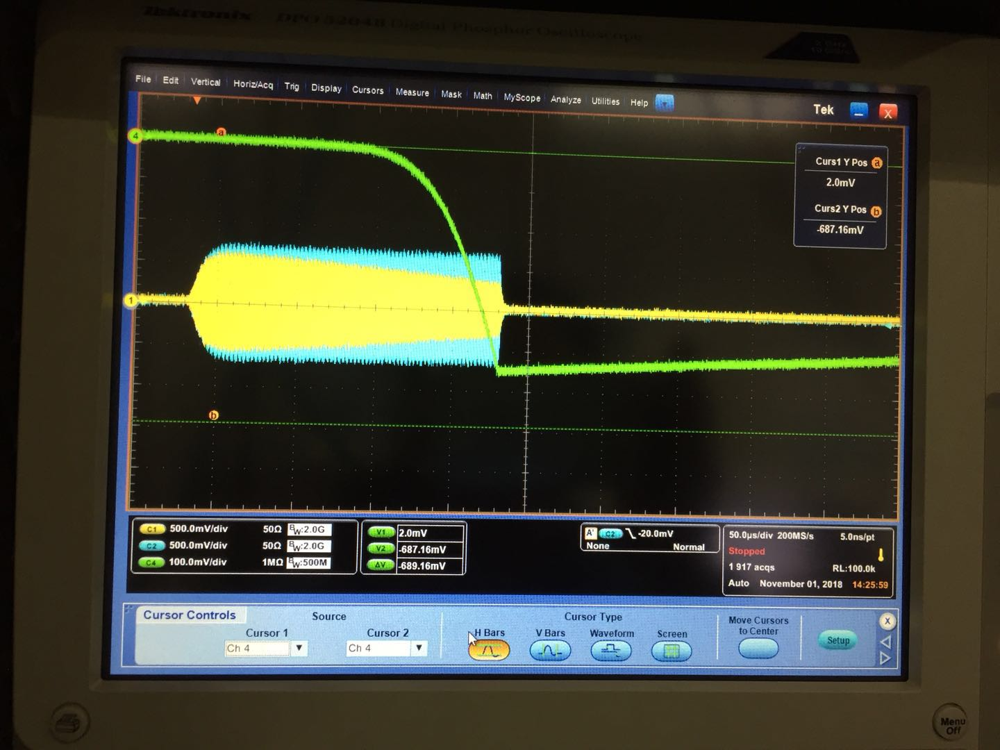 Tektronix DPO 5204B Digital Phosphor Oscilloscope
File Edit Vertical Horiz/Acq Trig Display Cursors Measure Mask Math MyScope Analyze Utilities Help
Tek
X
4
a
Curs1 Y Pos a
2.0mV
Curs2 Y Pos b
-687.16mV
1
b
C1 500.0mV/div 50Ω BW:2.0G
C2 500.0mV/div 50Ω BW:2.0G
C4 100.0mV/div 1MΩ BW:500M
V1 2.0mV
V2 -687.16mV
ΔV -689.16mV
A' C2 -20.0mV
None Normal
50.0µs/div 200MS/s 5.0ns/pt
Stopped
1 917 acqs RL:100.0k
Auto November 01, 2018 14:25:59
Cursor Controls
Source
Cursor 1
Ch 4
Cursor 2
Ch 4
Cursor Type
H Bars
V Bars
Waveform
Screen
Move Cursors
to Center
Setup
X
Menu
Off